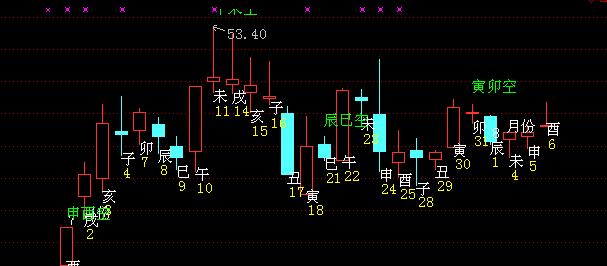 53.40
寅卯空
辰巳空
酉
戌
2
亥
3
子
4
卯
7
辰
8
巳
9
午
10
未
11
戌
14
亥
15
子
16
丑
17
寅
18
巳
21
午
22
未
23
申
24
酉
25
子
28
丑
29
寅
30
卯
31
8月份
辰
1
未
4
申
5
酉
6